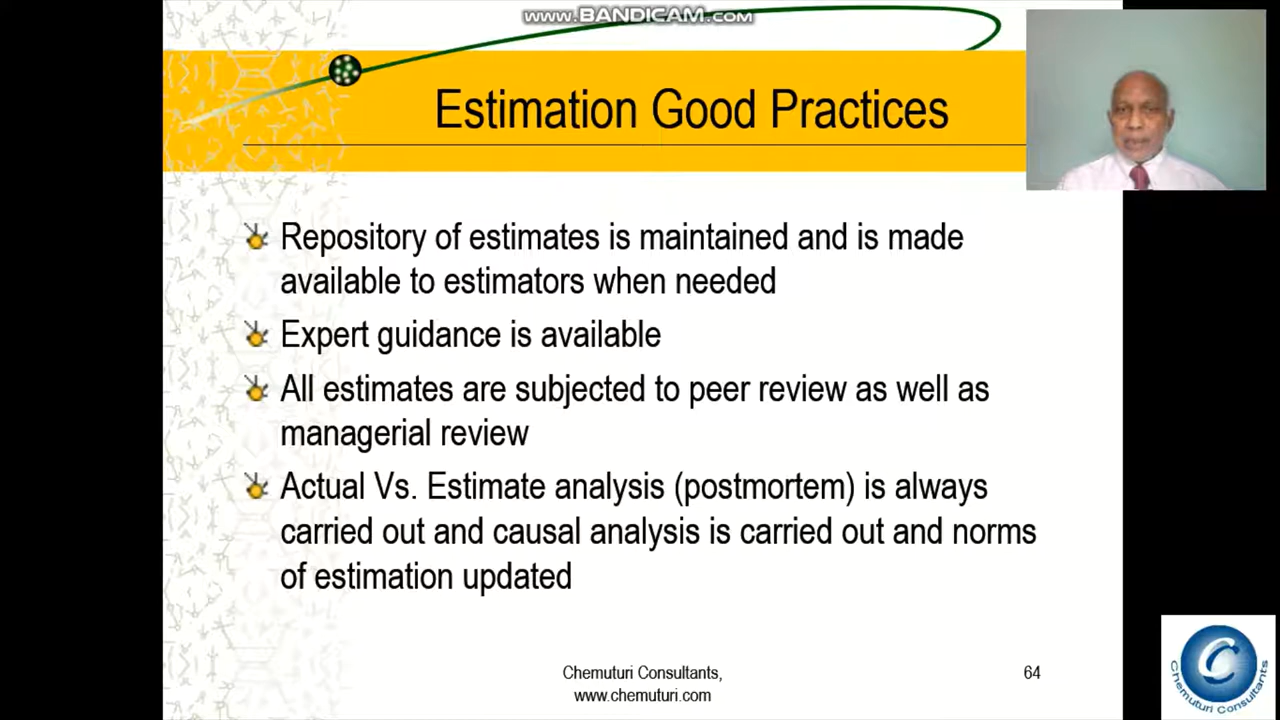 www.BANDICAM.com
Estimation Good Practices
Repository of estimates is maintained and is made
available to estimators when needed
Expert guidance is available
All estimates are subjected to peer review as well as
managerial review
Actual Vs. Estimate analysis (postmortem) is always
carried out and causal analysis is carried out and norms
of estimation updated
Chemuturi Consultants,
www.chemuturi.com
64
C
Chemuturi Consultants